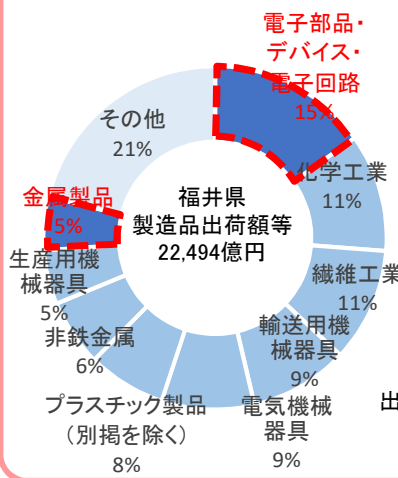 電子部品・
デバイス・
電子回路
15%
化学工業
11%
繊維工業
11%
輸送用機
械器具
9%
電気機械
器具
9%
プラスチック製品
（別掲を除く）
8%
非鉄金属
6%
生産用機
械器具
5%
金属製品
5%
その他
21%
福井県
製造品出荷額等
22,494億円
出